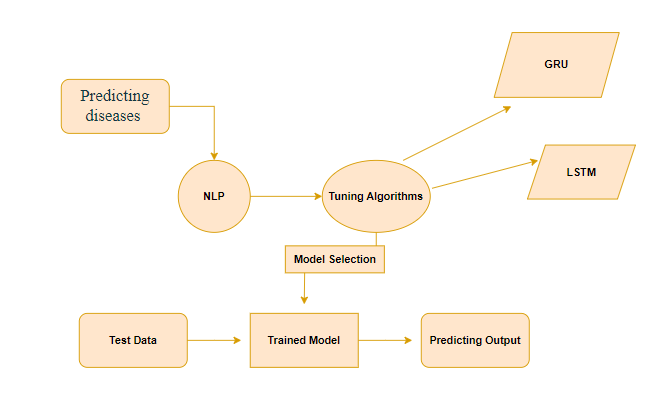 GRU
Predicting
diseases
LSTM
NLP
Tuning Algorithms
Model Selection
Test Data
Trained Model
Predicting Output